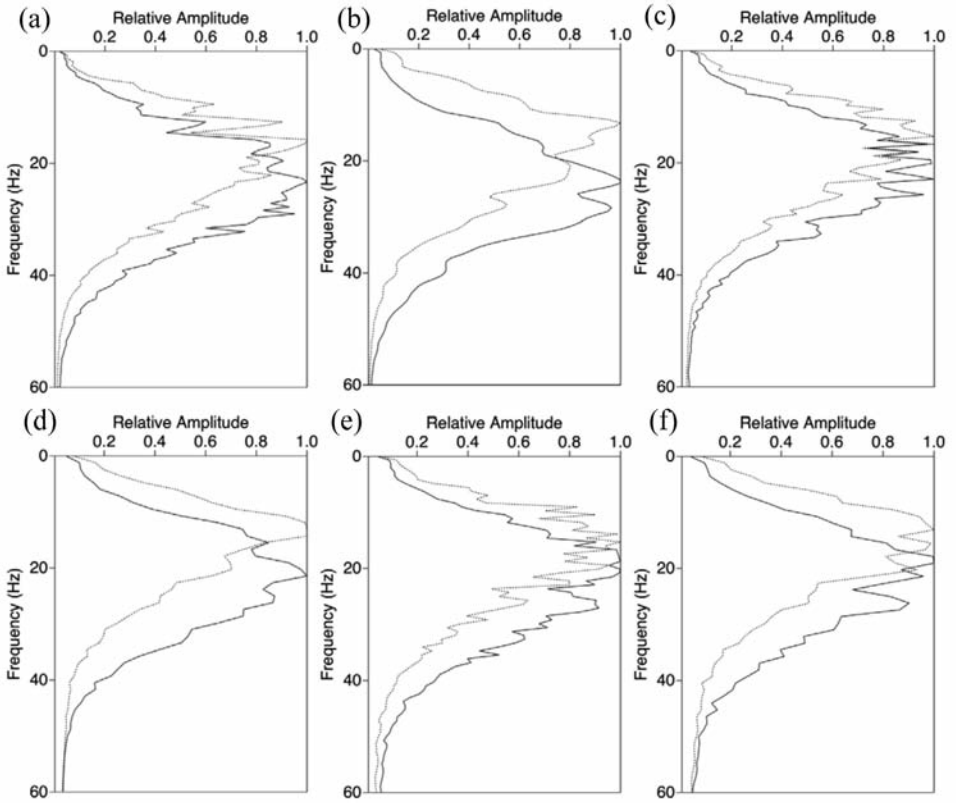 (a) Relative Amplitude (b) Relative Amplitude (c) Relative Amplitude
0.2 0.4 0.6 0.8 1.0 0.2 0.4 0.6 0.8 1.0 0.2 0.4 0.6 0.8 1.0
0 0 0
20 20 20
Frequency (Hz) Frequency (Hz) Frequency (Hz)
40 40 40
60 60 60
(d) Relative Amplitude (e) Relative Amplitude (f) Relative Amplitude
0.2 0.4 0.6 0.8 1.0 0.2 0.4 0.6 0.8 1.0 0.2 0.4 0.6 0.8 1.0
0 0 0
20 20 20
Frequency (Hz) Frequency (Hz) Frequency (Hz)
40 40 40
60 60 60